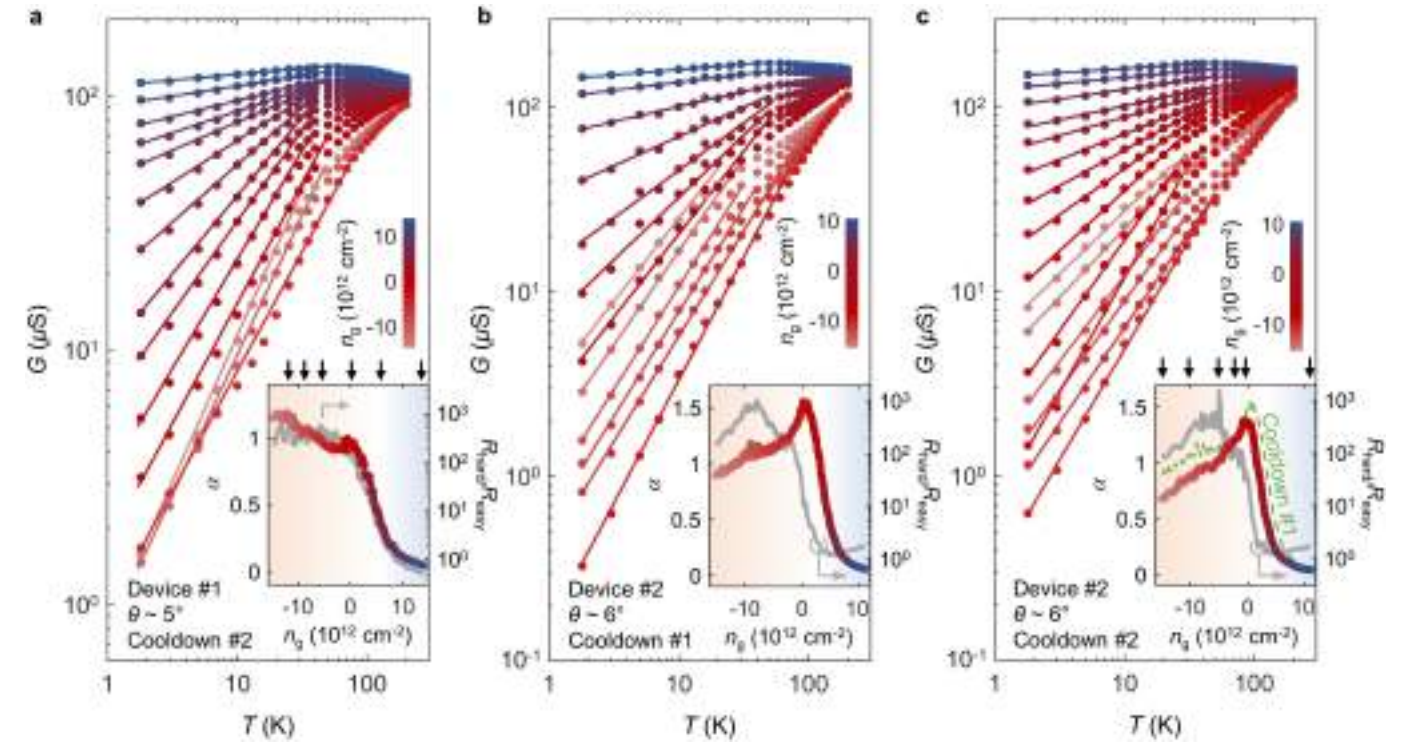 a
b
c
10²
10¹
10⁰
G (µS)
1
10
100
T (K)
n_g (10¹² cm⁻²)
10
0
-10
1
0.5
0
α
10³
10²
10¹
10⁰
R_hard/R_easy
-10
0
10
n_g (10¹² cm⁻²)
Device #1
θ ~ 5°
Cooldown #2
10²
10¹
10⁰
10⁻¹
G (µS)
1
10
100
T (K)
n_g (10¹² cm⁻²)
10
0
-10
1.5
1
0.5
0
α
10³
10²
10¹
10⁰
R_hard/R_easy
-10
0
10
n_g (10¹² cm⁻²)
Device #2
θ ~ 6°
Cooldown #1
10²
10¹
10⁰
10⁻¹
G (µS)
1
10
100
T (K)
n_g (10¹² cm⁻²)
10
0
-10
1.5
1
0.5
0
α
Cooldown #1
10³
10²
10¹
10⁰
R_hard/R_easy
-10
0
10
n_g (10¹² cm⁻²)
Device #2
θ ~ 6°
Cooldown #2